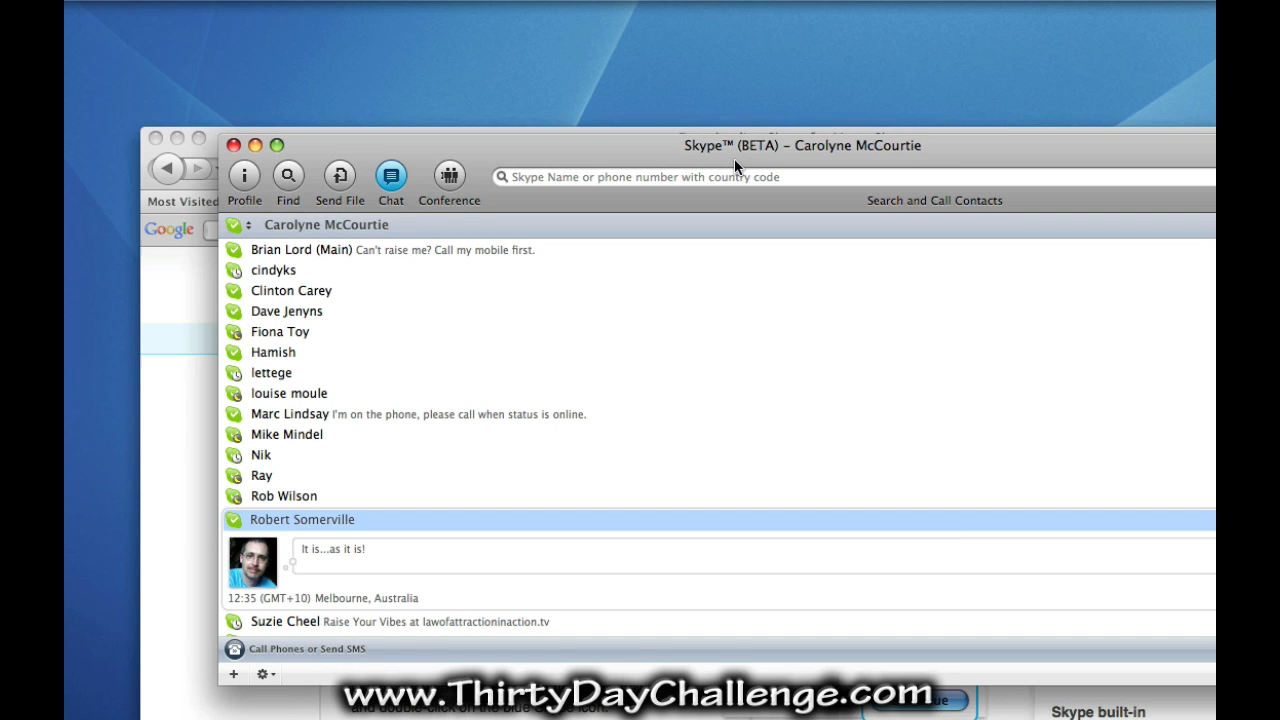 Skype™ (BETA) – Carolyne McCourtie
Skype Name or phone number with country code
Profile Find Send File Chat Conference Search and Call Contacts
Most Visited
Google
Carolyne McCourtie
Brian Lord (Main) Can't raise me? Call my mobile first.
cindyks
Clinton Carey
Dave Jenyns
Fiona Toy
Hamish
lettege
louise moule
Marc Lindsay I'm on the phone, please call when status is online.
Mike Mindel
Nik
Ray
Rob Wilson
Robert Somerville
It is...as it is!
12:35 (GMT+10) Melbourne, Australia
Suzie Cheel Raise Your Vibes at lawofattractioninaction.tv
Call Phones or Send SMS
www.ThirtyDayChallenge.com
Skype built-in